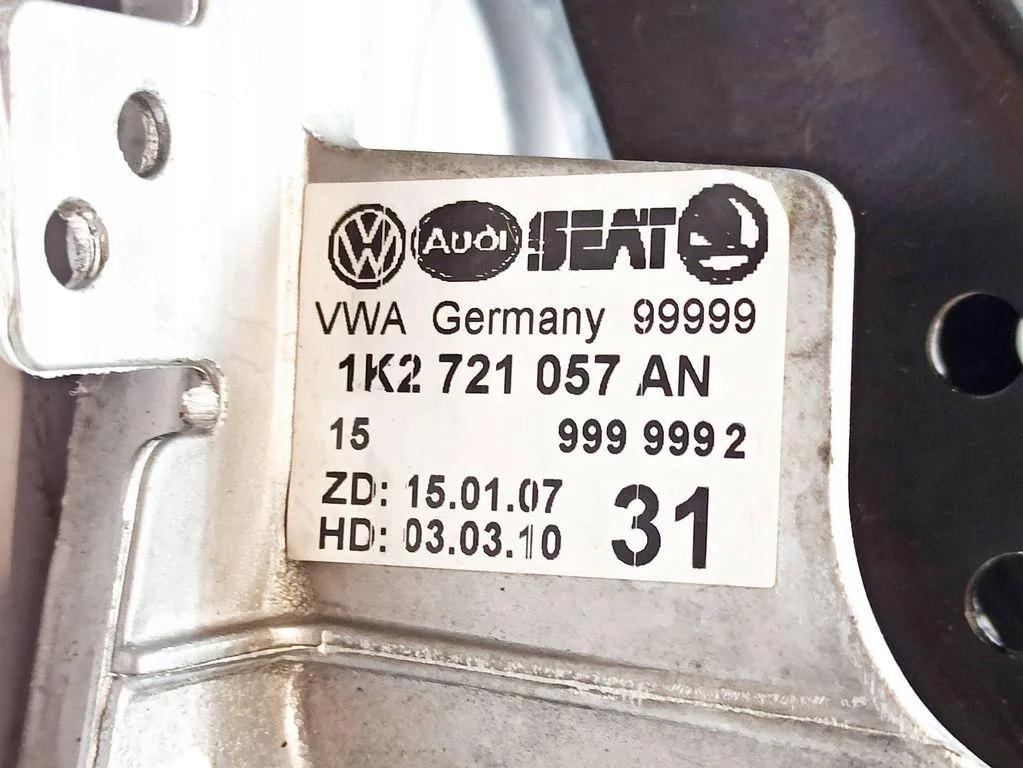 VW Audi SEAT
VWA Germany 99999
1K2 721 057 AN
15 999 9992
ZD: 15.01.07
HD: 03.03.10 31